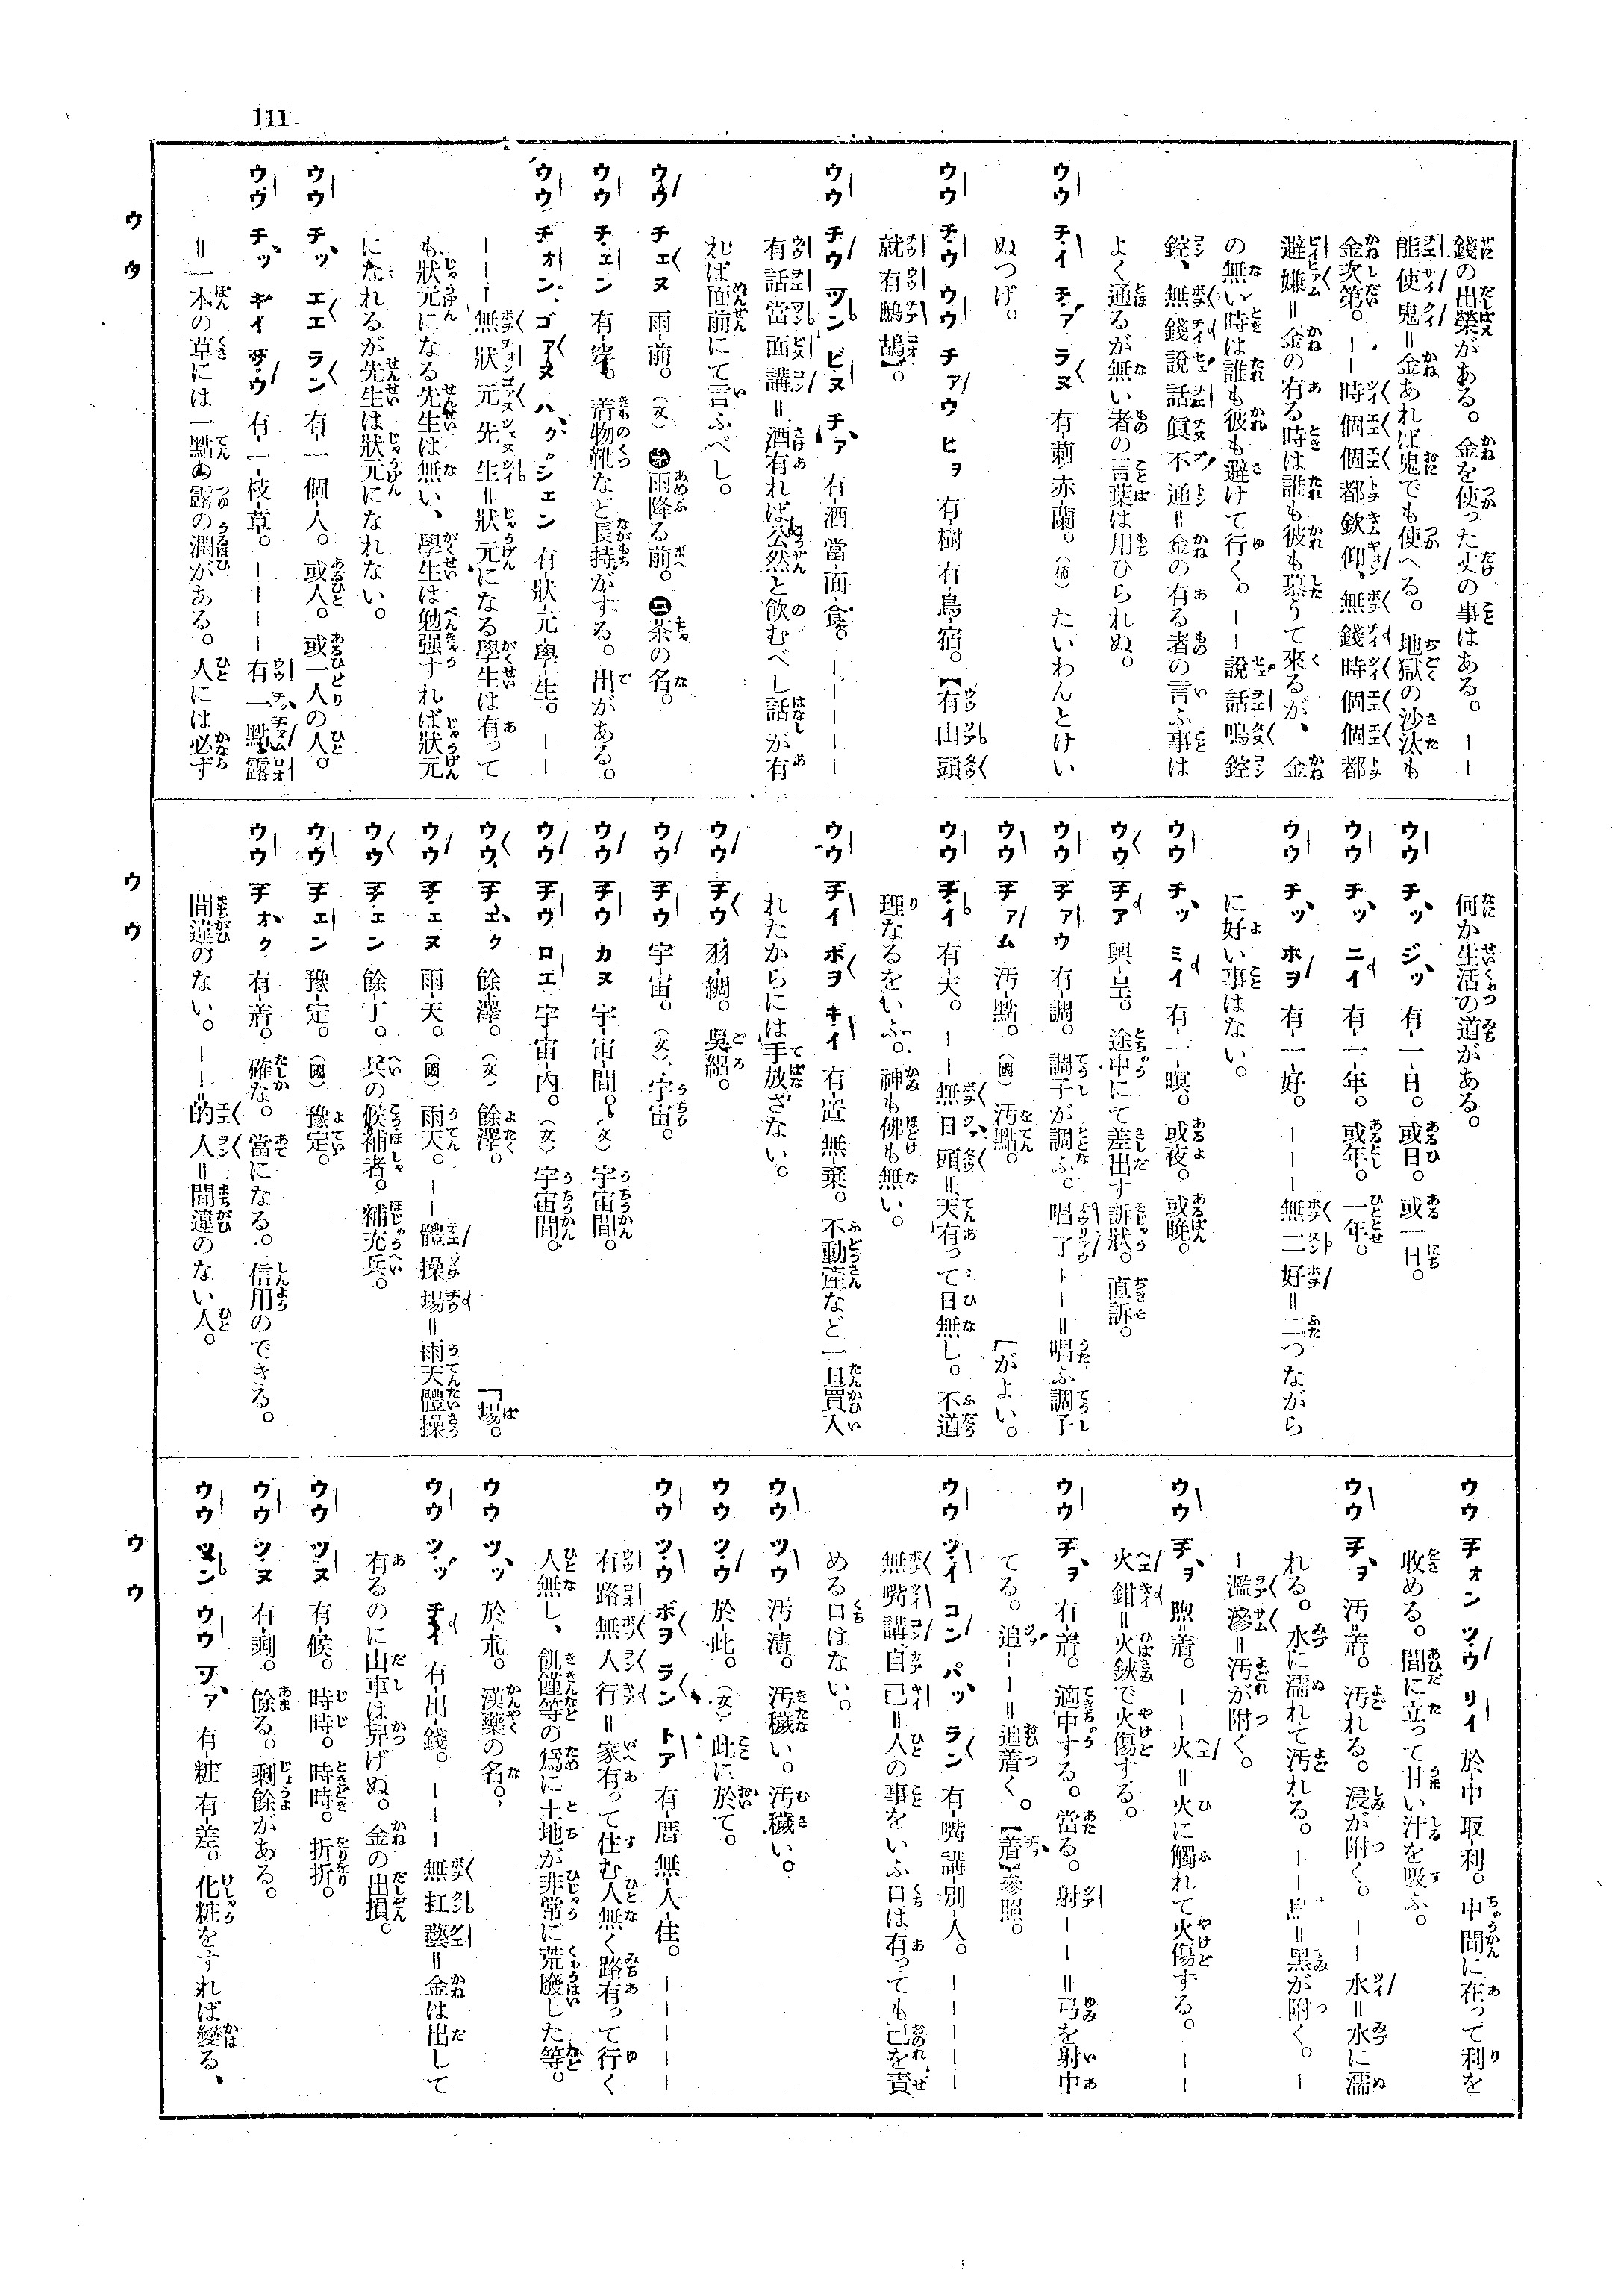 111
錢の出榮がある。金を使った丈の事はある。――
能使鬼=金あれば鬼でも使へる。地獄の沙汰も
金次第。――時個個都欽仰、無錢時個個都
避嫌=金の有る時は誰も彼も慕うて來るが、金
の無い時は誰も彼も避けて行く。――說話鳴錝
錝、無錢說話眞不通=金の有る者の言ふ事は
よく通るが無い者の言葉は用ひられぬ。
ウウ チイ チァ ラヌ 有莿赤蘭。(植)たいわんとけい
ぬつげ。
ウウ チウ ウウ チァウ ヒヲ 有樹有鳥宿。【有山頭
就有鷓鴣】。
ウウ チウ ツン ビヌ チァ 有酒當面食。――――
有話當面講=酒有れば公然と飲むべし話が有
れば面前にて言ふべし。
ウウ チェヌ 雨前。(文)㊀雨降る前。㊁茶の名。
ウウ チェン 有穿。着物靴など長持がする。出がある。
ウウ チォン ゴァヌ ハク シェン 有狀元學生。――
――無狀元先生=狀元になる學生は有って
も狀元になる先生は無い、學生は勉强すれば狀元
になれるが先生は狀元になれない。
ウウ チッ エエ ラン 有一個人。或人。或一人の人。
ウウ チッ キイ ザウ 有一枝草。――――有一點露
=一本の草には一點の露の潤がある。人には必ず
何か生活の道がある。
ウウ チッ ジッ 有一日。或日。或一日。
ウウ チッ ニイ 有一年。或年。一年。
ウウ チッ ホヲ 有一好。―――無二好=二つながら
に好い事はない。
ウウ チッ ミイ 有一暝。或夜。或晚。
ウウ チア 輿呈。途中にて差出す訴狀。直訴。
ウウ チァウ 有調。調子が調ふ。唱了――=唱ふ調子
ウウ チァム 汚點。(國)汚點。 「がよい。
ウウ チイ 有天。――無日頭=天有って日無し。不道
理なるをいふ。神も佛も無い。
ウウ チイ ボヲ キイ 有置無棄。不動產など一旦買入
れたからには手放さない。
ウウ チウ 羽綢。吳絽。
ウウ チウ 宇宙。(文)宇宙。
ウウ チウ カヌ 宇宙間。(文)宇宙間。
ウウ チウ ロエ 宇宙內。(文)宇宙間。
ウウ チェク 餘澤。(文)餘澤。 「場。
ウウ チェヌ 雨天。(國)雨天。――體操場=雨天體操
ウウ チェン 餘丁。兵の候補者。補充兵。
ウウ チェン 豫定。(國)豫定。
ウウ チォク 有着。確な。當になる。信用のできる。
間違のない。――的人=間違のない人。
ウウ チォン ツウ リイ 於中取利。中間に在って利を
收める。間に立って甘い汁を吸ふ。
ウウ チヲ 汚着。汚れる。浸が附く。――水=水に濡
れる。水に濡れて汚れる。――烏=黑が附く。―
―濫滲=汚が附く。
ウウ チヲ 煦着。――火=火に觸れて火傷する。――
火鉗=火鋏で火傷する。
ウウ チヲ 有着。適中する。當る。射――=弓を射中
てる。追――=追着く。【着】參照。
ウウ ツイ コン パッ ラン 有嘴講別人。――――
無嘴講自己=人の事をいふ口は有っても己を責
める口はない。
ウウ ツウ 汚漬。汚穢い。汚穢い。
ウウ ツウ 於此。(文)此に於て。
ウウ ツウ ボヲ ラン トア 有厝無人住。――――
有路無人行=家有って住む人無く路有って行く
人無し、飢饉等の爲に土地が非常に荒廢した等。
ウウ ツッ 於朮。漢藥の名。
ウウ ツッ チイ 有出錢。―――無扛藝=金は出して
有るのに山車は舁げぬ。金の出損。
ウウ ツヌ 有候。時時。時時。折折。
ウウ ツヌ 有剩。餘る。剩餘がある。
ウウ ツン ウウ ツァ 有粧有差。化粧をすれば變る、
ウ ウ
ウ ウ
ウ ウ